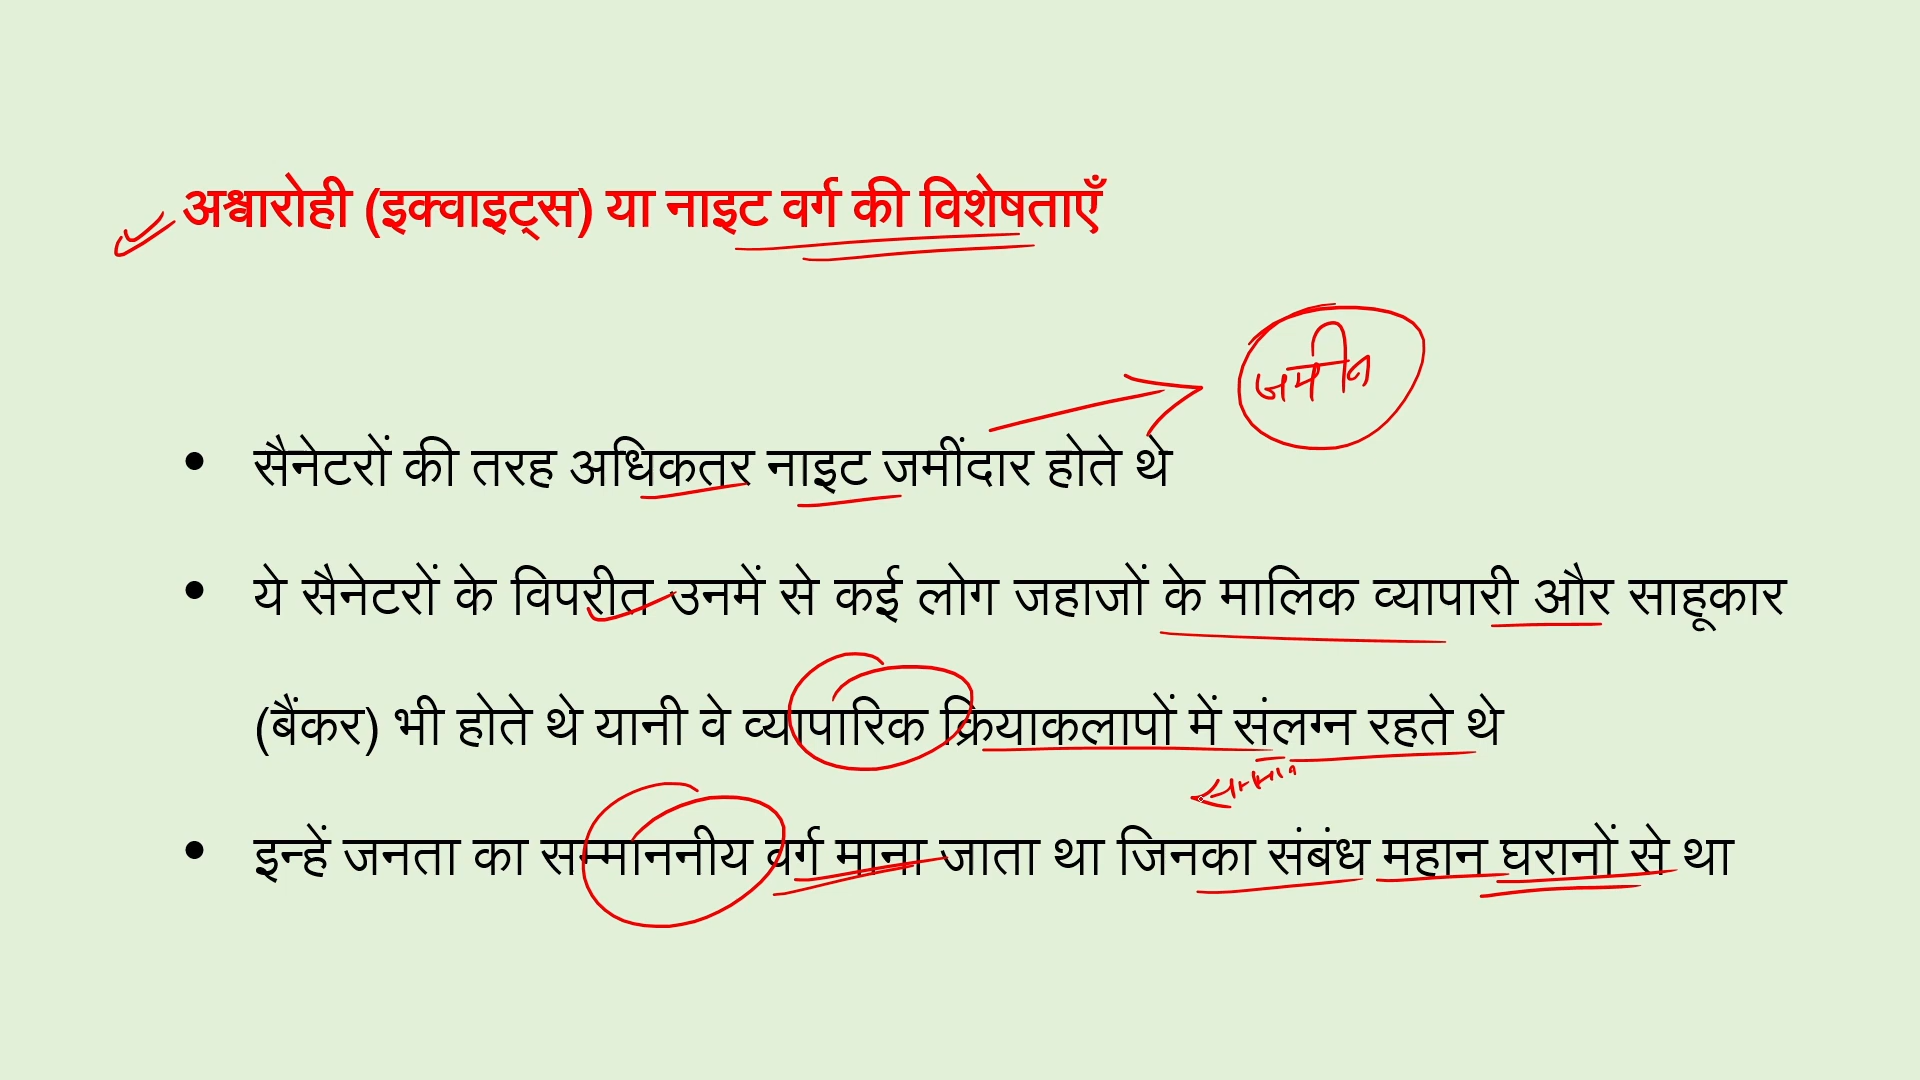 अश्वारोही (इक्वाइट्स) या नाइट वर्ग की विशेषताएँ
जमीन
• सैनेटरों की तरह अधिकतर नाइट जमींदार होते थे
• ये सैनेटरों के विपरीत उनमें से कई लोग जहाजों के मालिक व्यापारी और साहूकार
(बैंकर) भी होते थे यानी वे व्यापारिक क्रियाकलापों में संलग्न रहते थे
• इन्हें जनता का सम्माननीय वर्ग माना जाता था जिनका संबंध महान घरानों से था